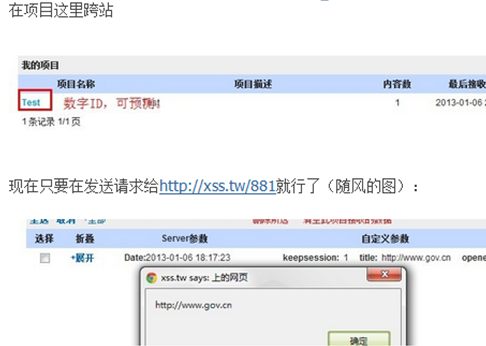 在项目这里跨站
我的项目
项目名称 项目描述 内容数 最后接收
Test 数字ID，可预测 1 2013-01-06
1条记录 1/1页
现在只要在发送请求给http://xss.tw/881就行了（随风的图）：
选择 折叠 Server参数 自定义参数
+展开 Date:2013-01-06 18:17:23 keepsession: 1 title: http://www.gov.cn opene
xss.tw says: 上的网页
http://www.gov.cn
确定